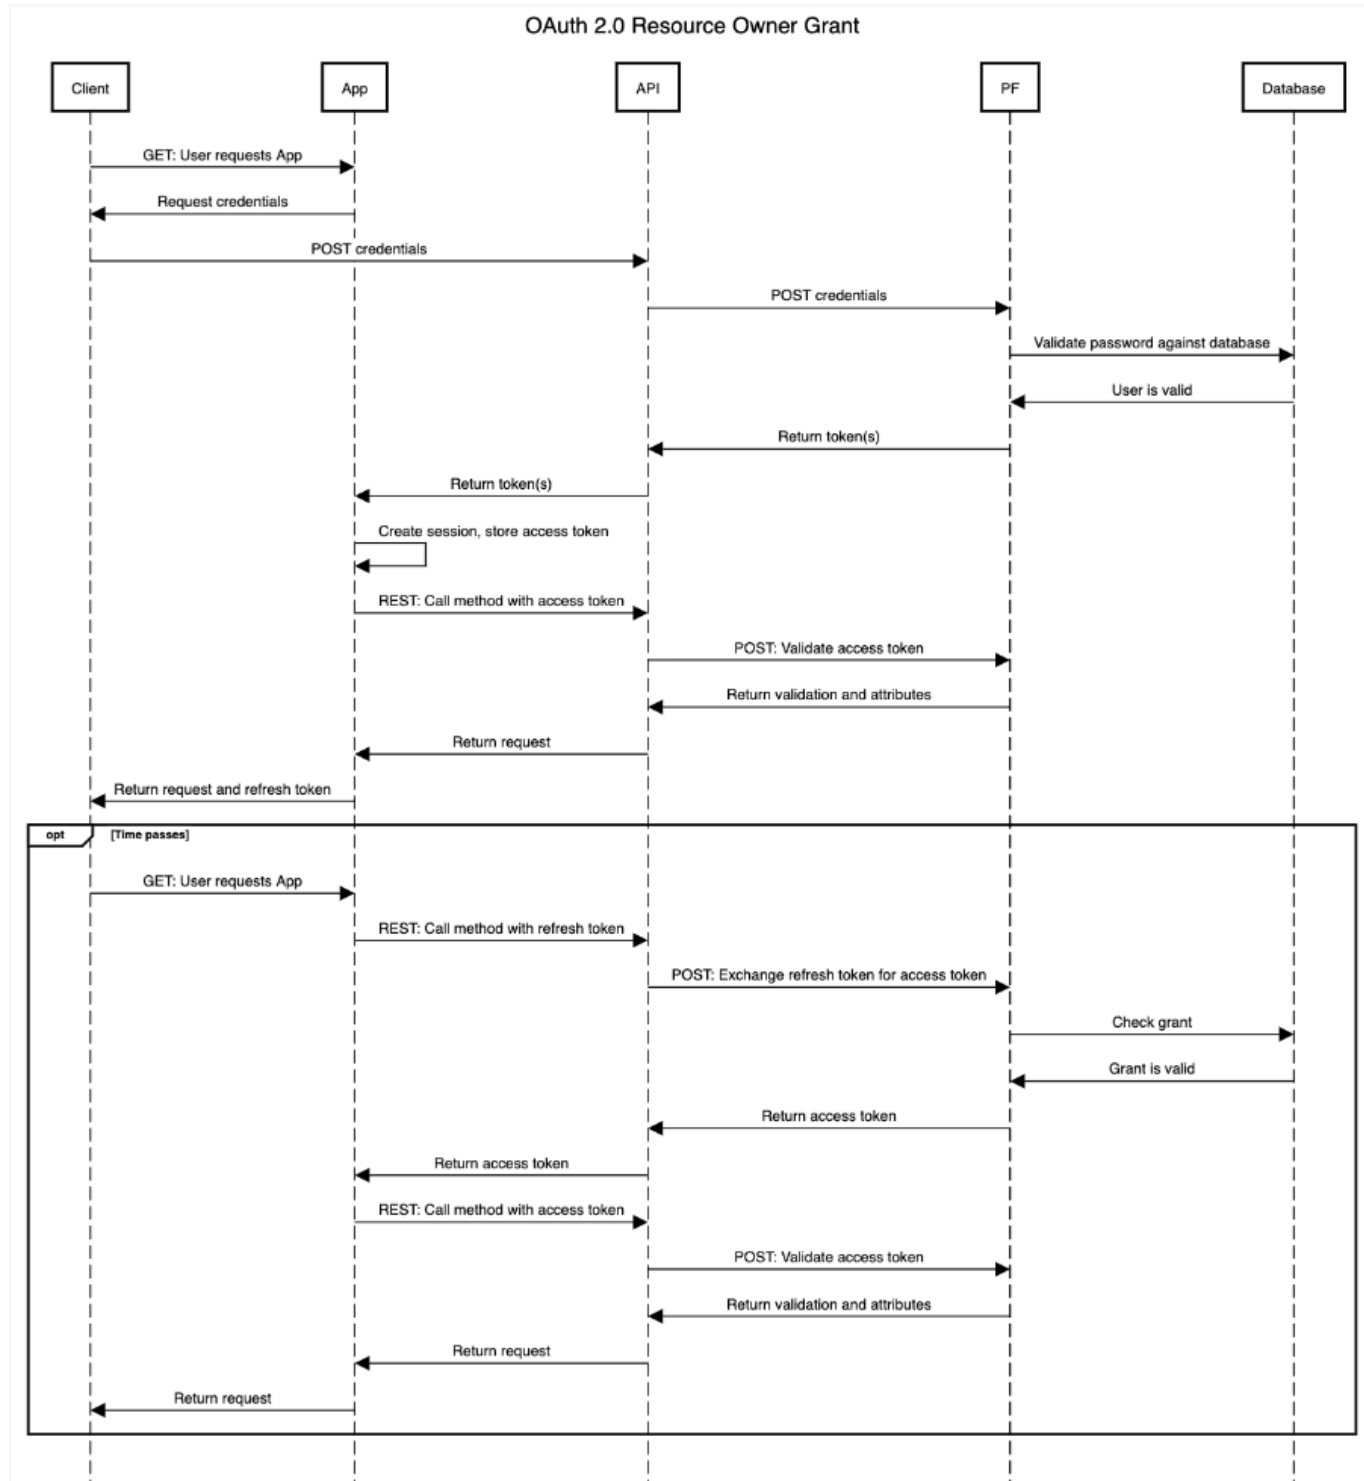 OAuth 2.0 Resource Owner Grant
Client
App
API
PF
Database
GET: User requests App
Request credentials
POST credentials
POST credentials
Validate password against database
User is valid
Return token(s)
Return token(s)
Create session, store access token
REST: Call method with access token
POST: Validate access token
Return validation and attributes
Return request
Return request and refresh token
opt
[Time passes]
GET: User requests App
REST: Call method with refresh token
POST: Exchange refresh token for access token
Check grant
Grant is valid
Return access token
Return access token
REST: Call method with access token
POST: Validate access token
Return validation and attributes
Return request
Return request